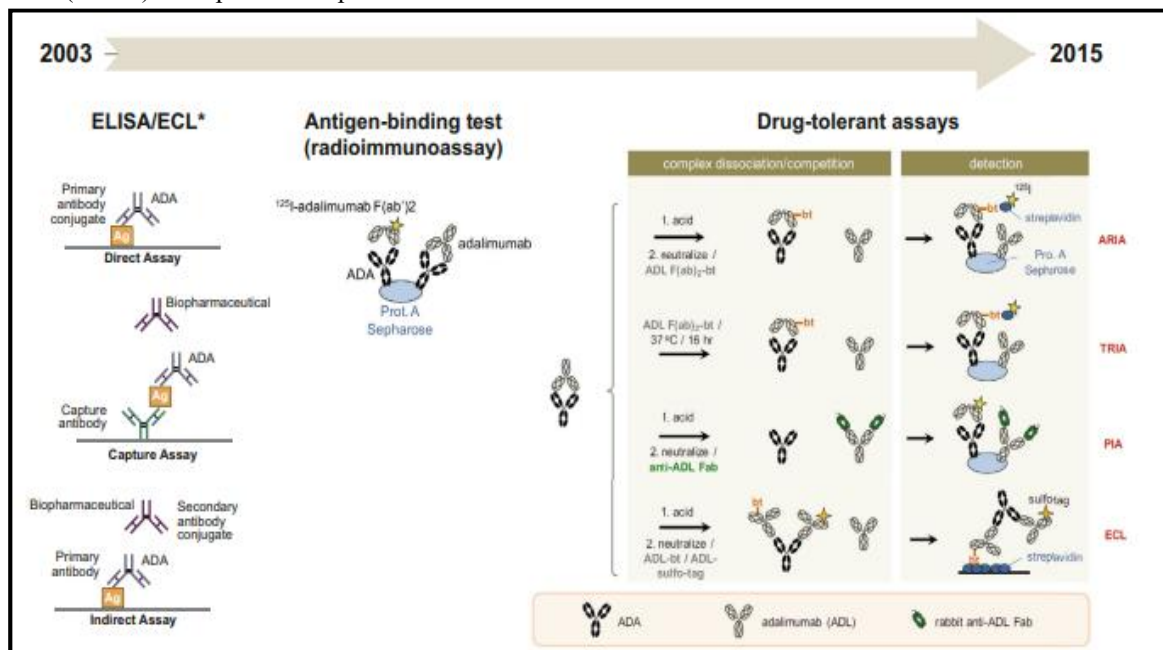 2003
2015
ELISA/ECL*
Antigen-binding test
(radioimmunoassay)
Drug-tolerant assays
Primary
antibody
conjugate
ADA
Ag
Direct Assay
Biopharmaceutical
ADA
Ag
Capture
antibody
Capture Assay
Biopharmaceutical
Secondary
antibody
conjugate
Primary
antibody
ADA
Ag
Indirect Assay
125I-adalimumab F(ab')2
adalimumab
ADA
Prot. A
Sepharose
complex dissociation/competition
detection
1. acid
2. neutralize /
ADL F(ab)2-bt
bt
bt
125I
streplavidin
Pro. A
Sephrose
ARIA
ADL F(ab)2-bt /
37 ºC / 16 hr
bt
bt
TRIA
1. acid
2. neutralize /
anti-ADL Fab
PIA
1. acid
2. neutralize /
ADL-bt / ADL-
sulfo-tag
bt
sulfotag
bt
streplavidin
ECL
ADA
adalimumab (ADL)
rabbit anti-ADL Fab